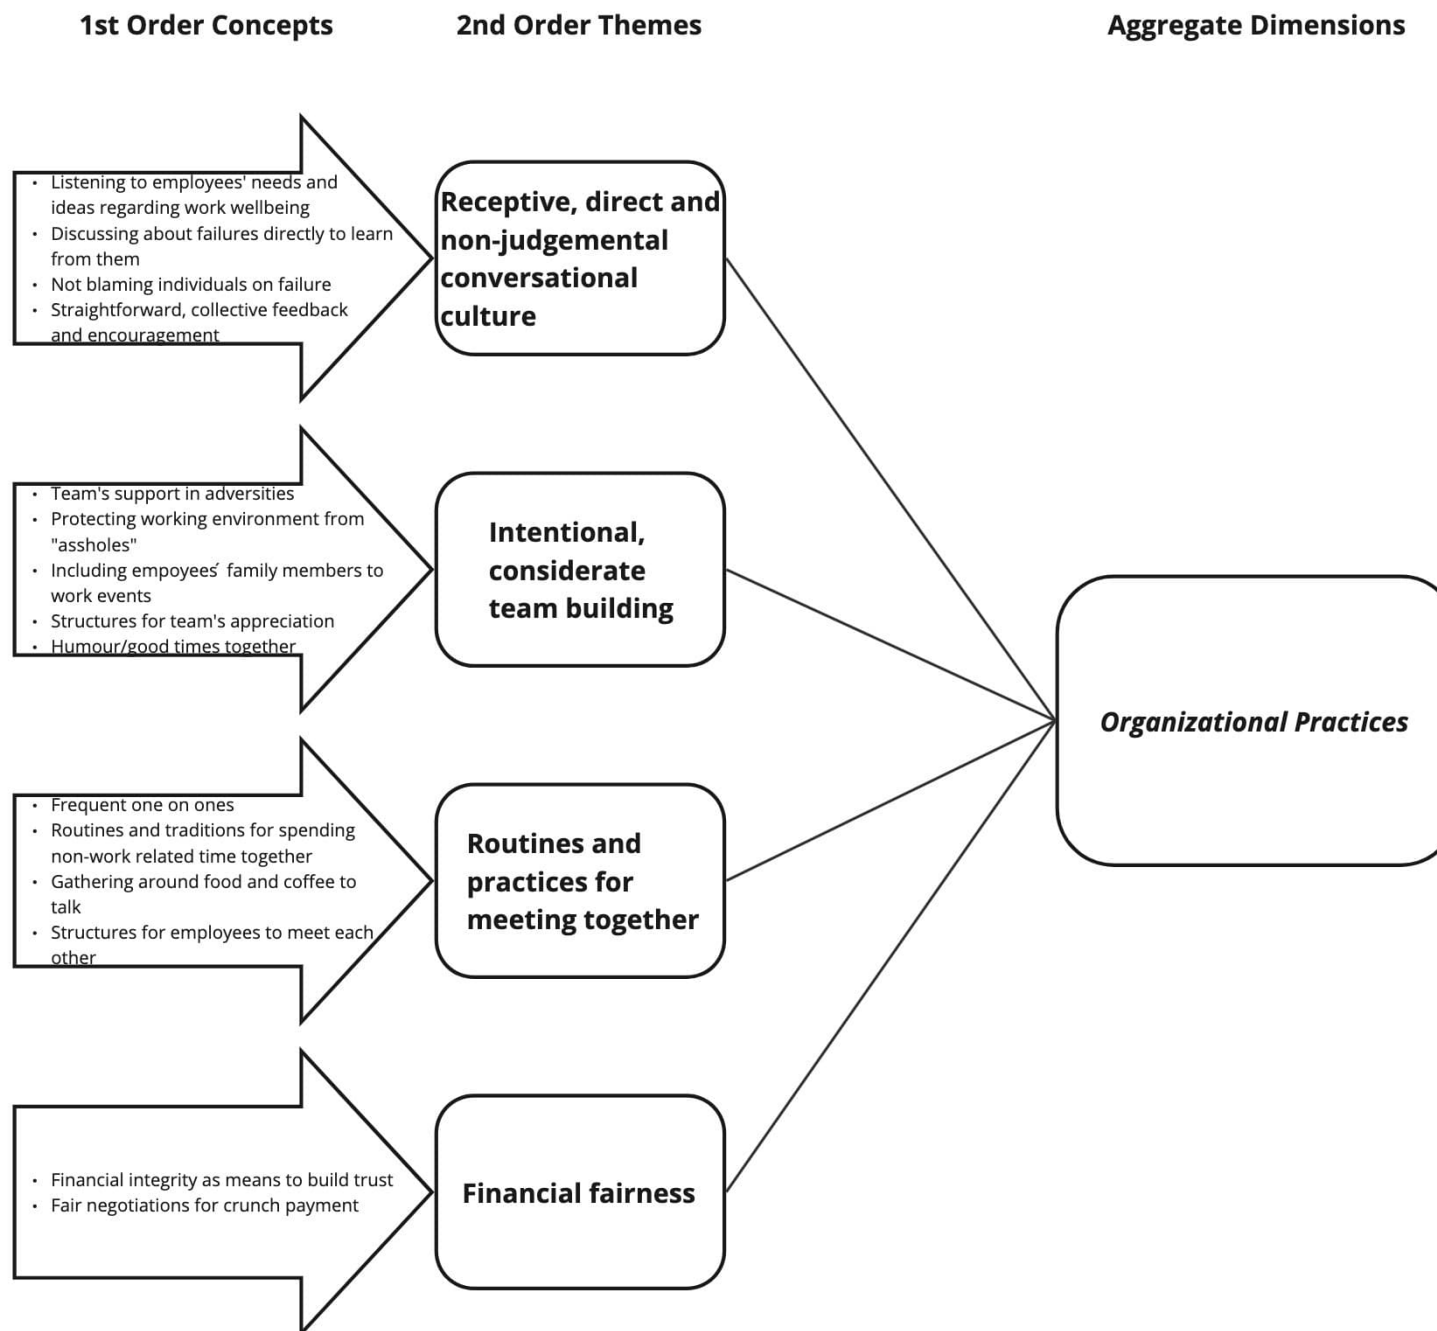 1st Order Concepts
2nd Order Themes
Aggregate Dimensions
• Listening to employees' needs and
ideas regarding work wellbeing
• Discussing about failures directly to learn
from them
• Not blaming individuals on failure
• Straightforward, collective feedback
and encouragement
Receptive, direct and
non-judgemental
conversational
culture
• Team's support in adversities
• Protecting working environment from
"assholes"
• Including empoyees´ family members to
work events
• Structures for team's appreciation
• Humour/good times together
Intentional,
considerate
team building
• Frequent one on ones
• Routines and traditions for spending
non-work related time together
• Gathering around food and coffee to
talk
• Structures for employees to meet each
other
Routines and
practices for
meeting together
• Financial integrity as means to build trust
• Fair negotiations for crunch payment
Financial fairness
Organizational Practices